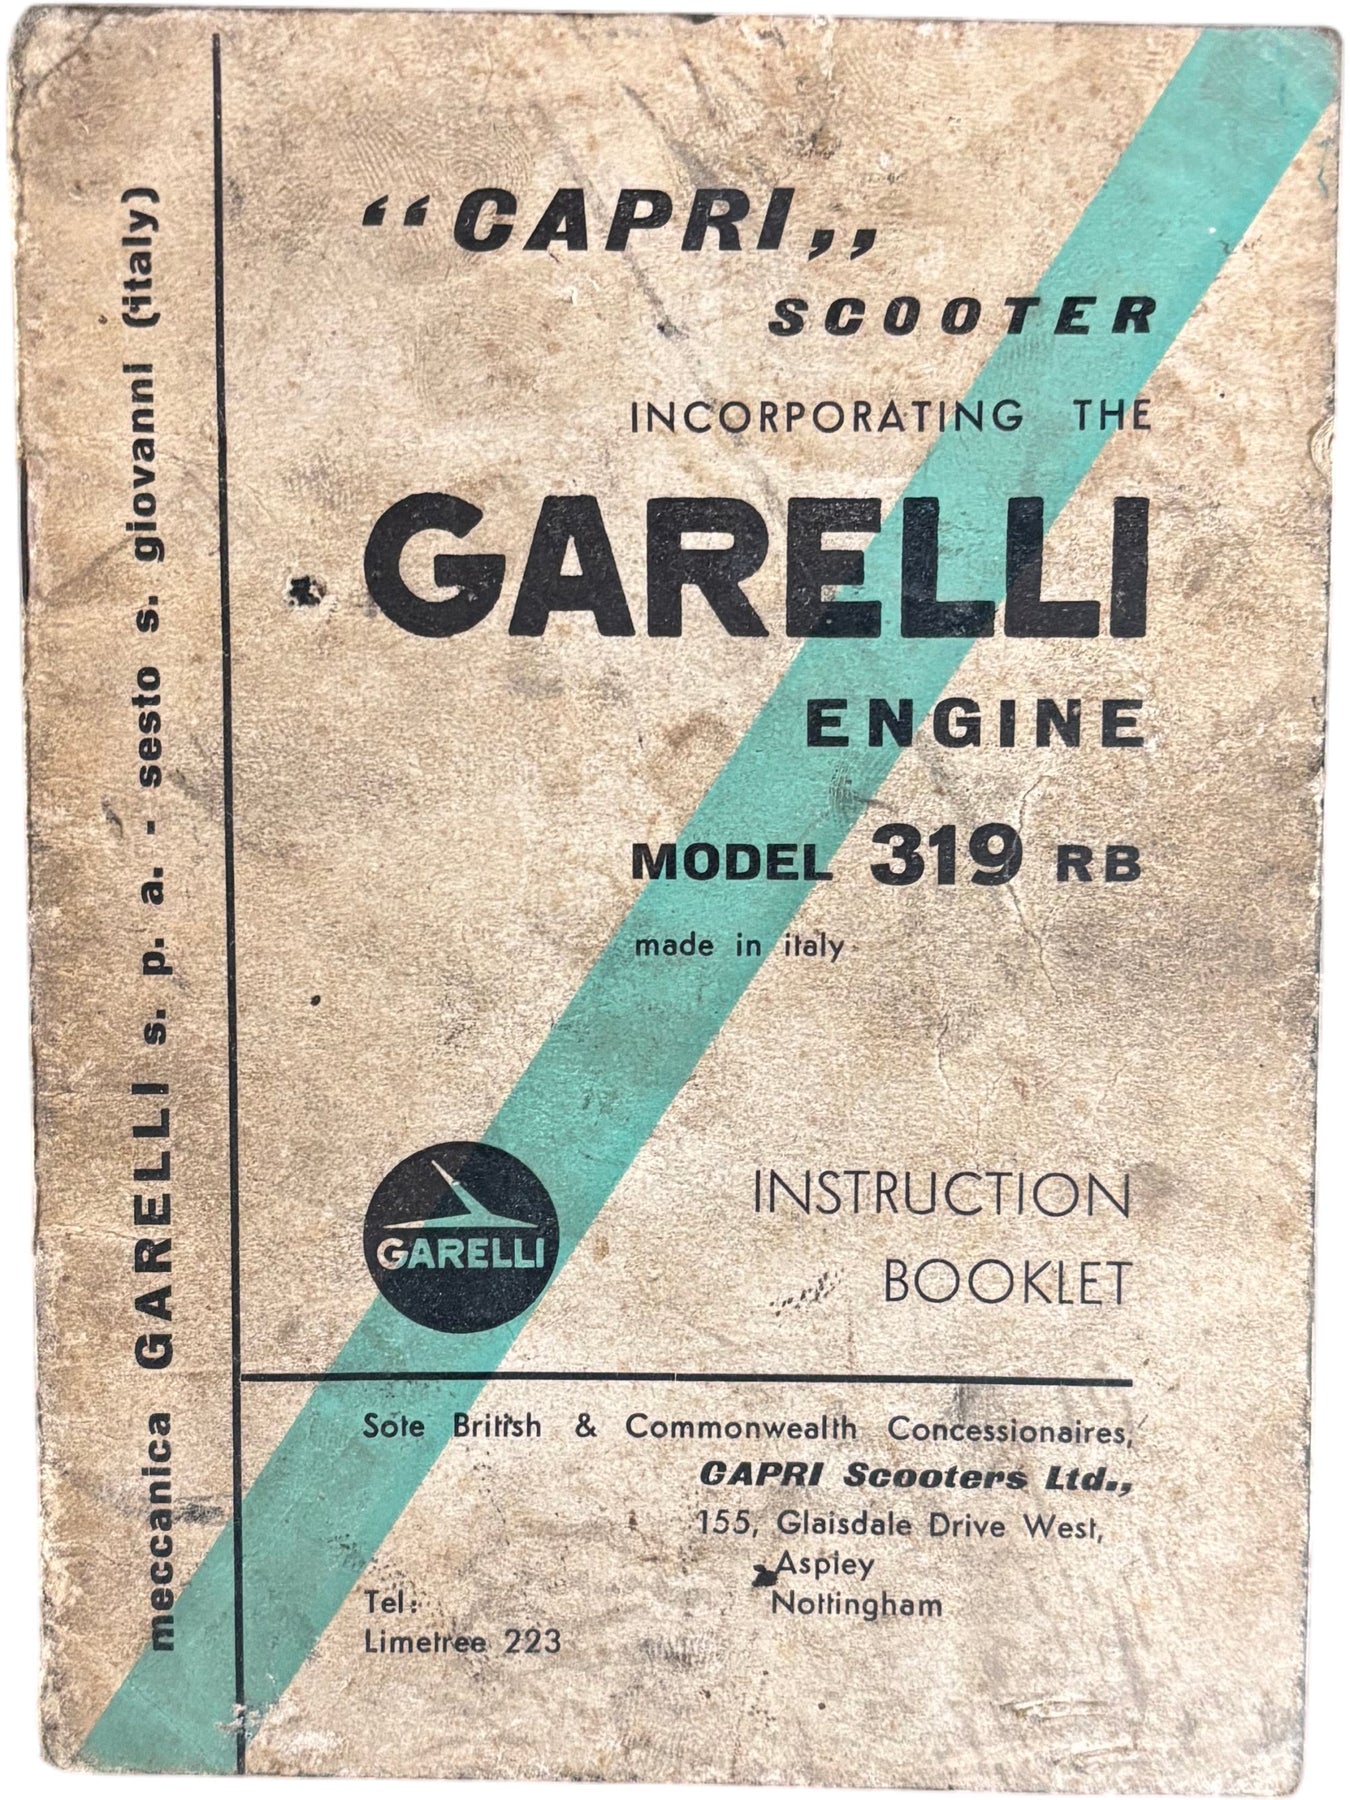 meccanica GARELLI s. p. a. - sesto s. giovanni (italy)
“CAPRI„
SCOOTER
INCORPORATING THE
GARELLI
ENGINE
MODEL 319 RB
made in italy
GARELLI
INSTRUCTION
BOOKLET
Sole British & Commonwealth Concessionaires,
CAPRI Scooters Ltd.,
155, Glaisdale Drive West,
Aspley
Nottingham
Tel:
Limetree 223